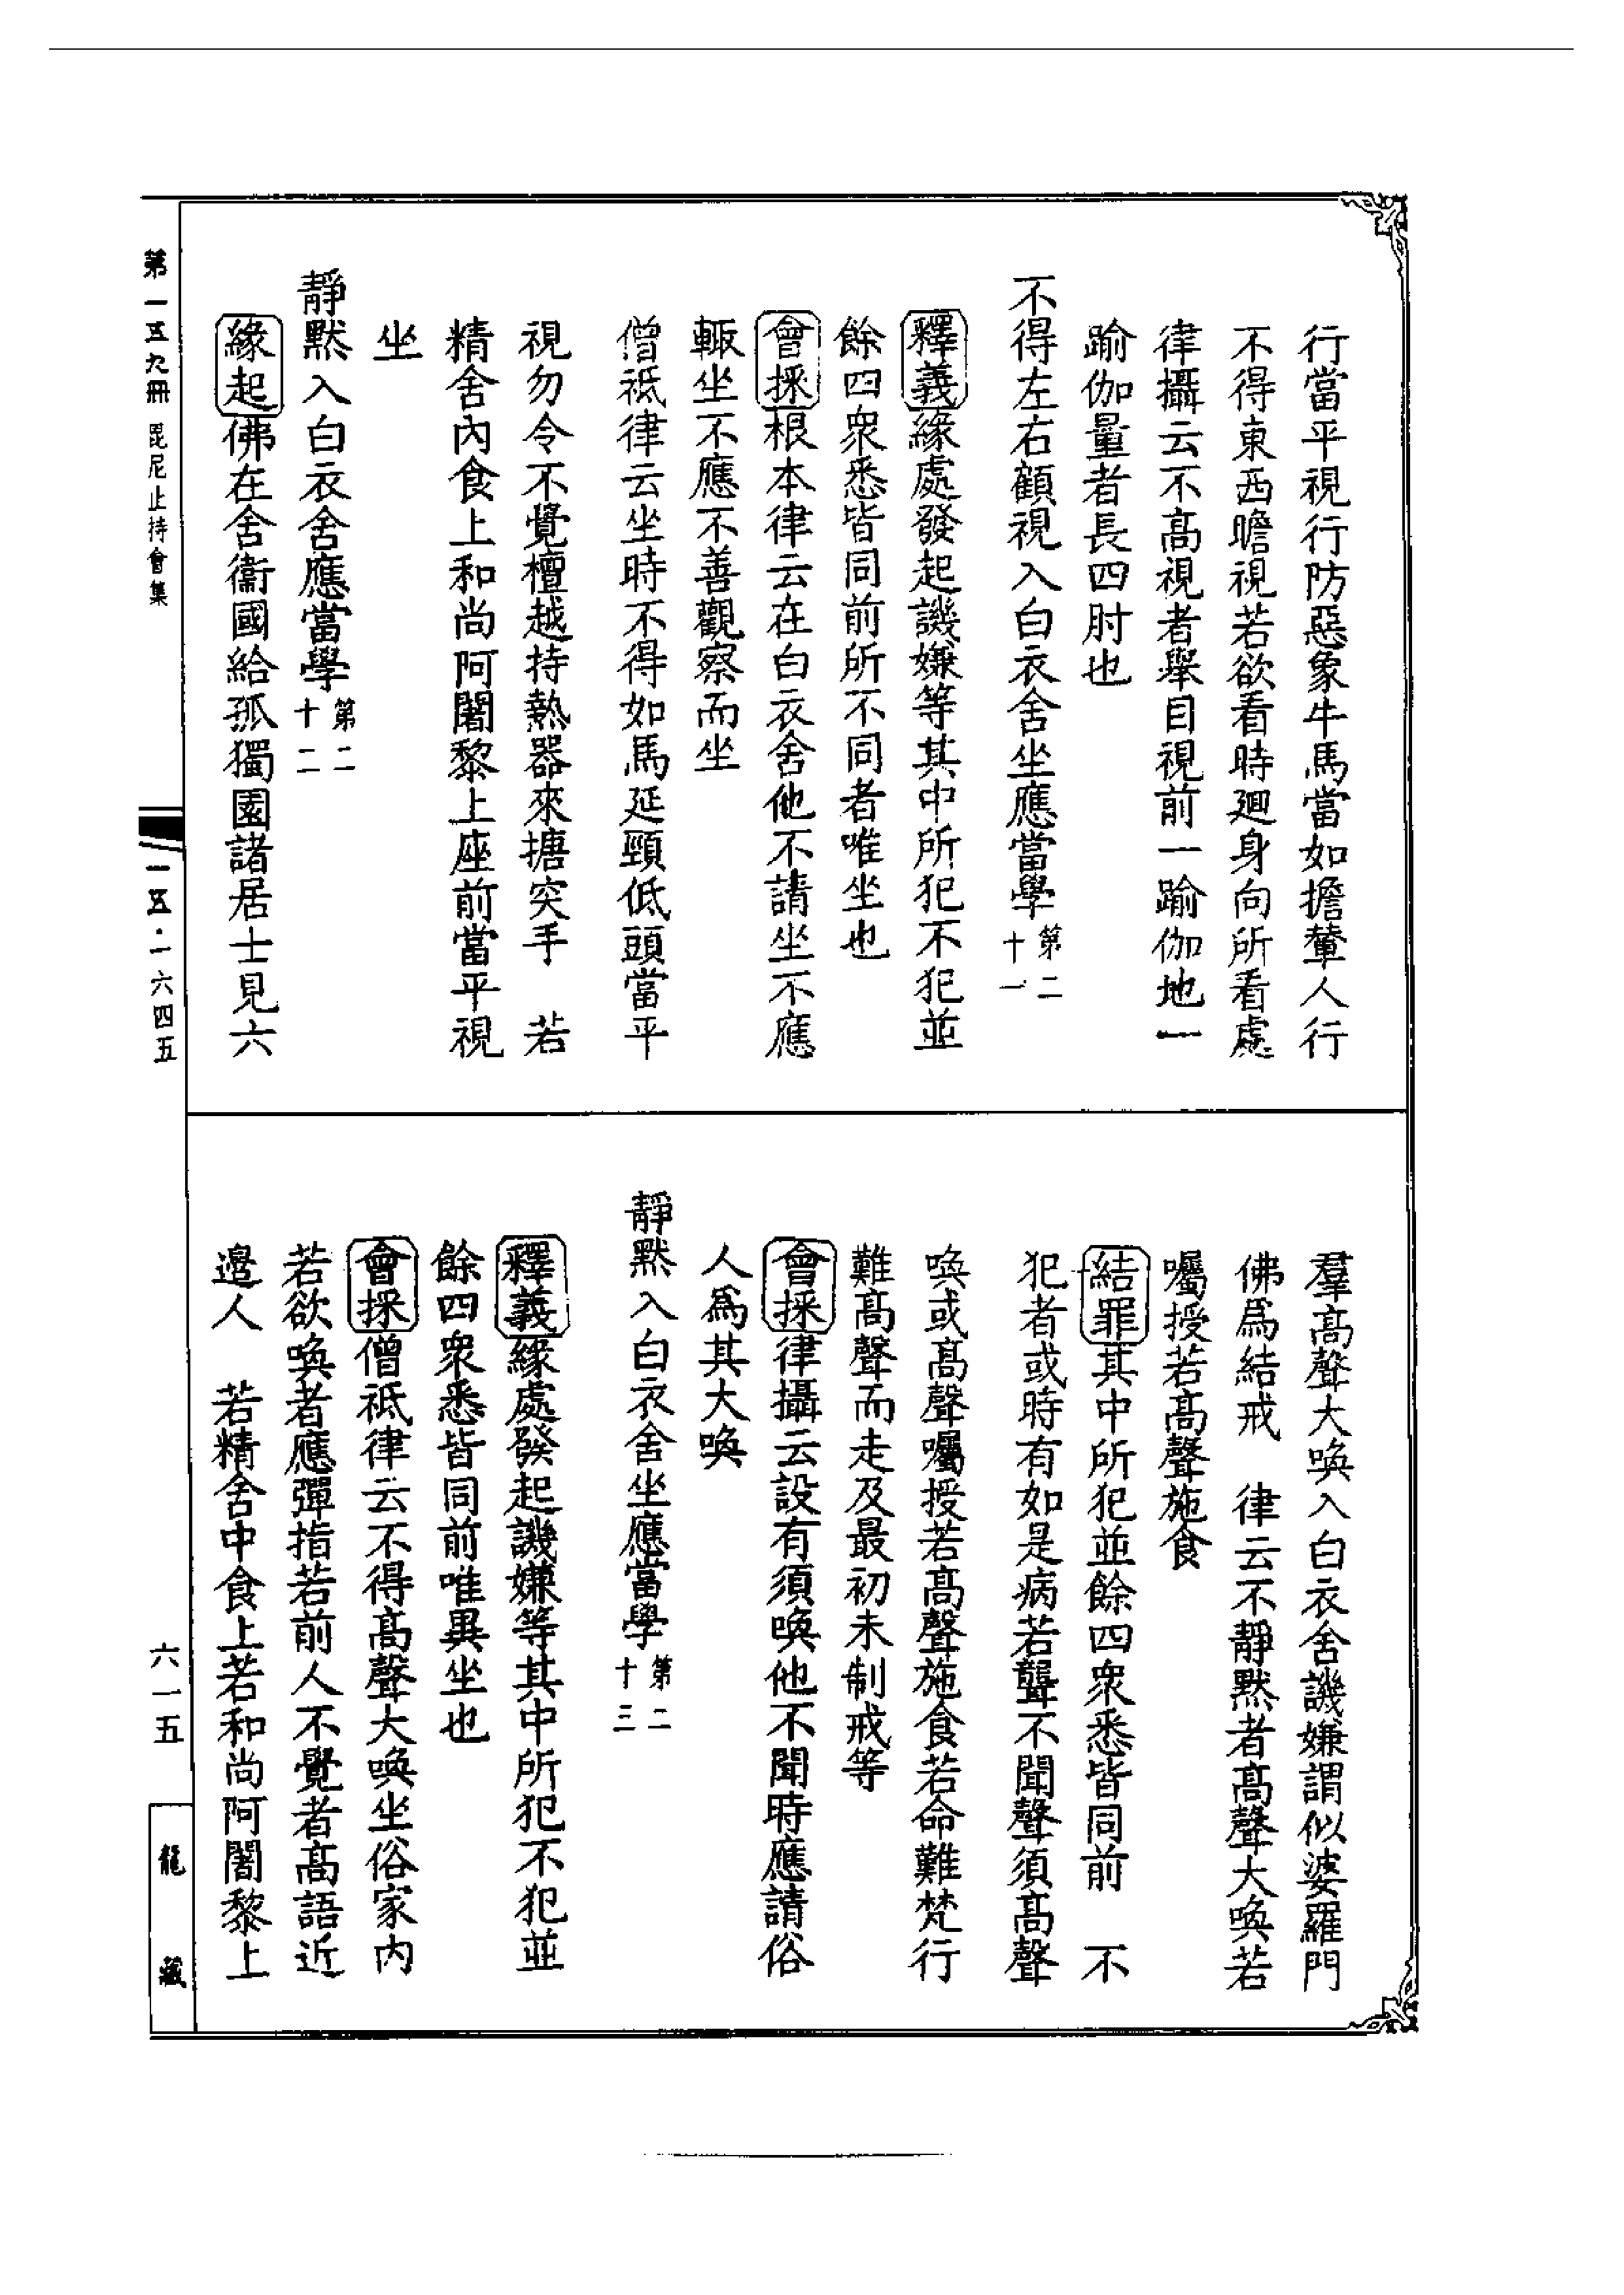 行當平視行防惡象牛馬當如擔輦人行
不得東西瞻視若欲看時廻身向所看處
律攝云不高視者舉目視前一踰伽地一
踰伽量者長四肘也
不得左右顧視入白衣舍坐應當學第二十一
釋義緣處發起譏嫌等其中所犯不犯並
餘四衆悉皆同前所不同者唯坐也
會採根本律云在白衣舍他不請坐不應
輙坐不應不善觀察而坐
僧祇律云坐時不得如馬延頸低頭當平
視勿令不覺檀越持熱器來搪突手　若
精舍內食上和尚阿闍黎上座前當平視
坐
靜默入白衣舍應當學第二十二
緣起佛在舍衞國給孤獨園諸居士見六
羣高聲大喚入白衣舍譏嫌謂似婆羅門
佛爲結戒　律云不靜默者高聲大喚若
囑授若高聲施食
結罪其中所犯並餘四衆悉皆同前　不
犯者或時有如是病若聾不聞聲須高聲
喚或高聲囑授若高聲施食若命難梵行
難高聲而走及最初未制戒等
會採律攝云設有須喚他不聞時應請俗
人爲其大喚
靜默入白衣舍坐應當學第二十三
釋義緣處發起譏嫌等其中所犯不犯並
餘四衆悉皆同前唯異坐也
會採僧祇律云不得高聲大喚坐俗家內
若欲喚者應彈指若前人不覺者高語近
邉人　若精舍中食上若和尚阿闍黎上
第一五九冊 毘尼止持會集
一五·一六四五
六一五
龍藏